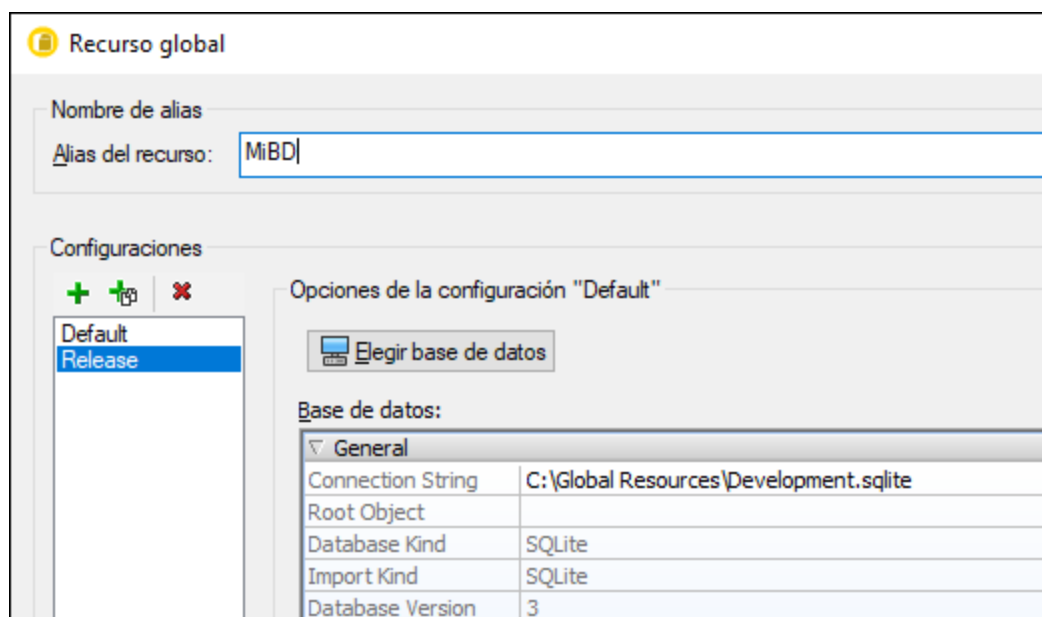 Recurso global
Nombre de alias
Alias del recurso: MiBD
Configuraciones
Opciones de la configuración "Default"
Default
Release
Elegir base de datos
Base de datos:
General
Connection String C:\Global Resources\Development.sqlite
Root Object
Database Kind SQLite
Import Kind SQLite
Database Version 3